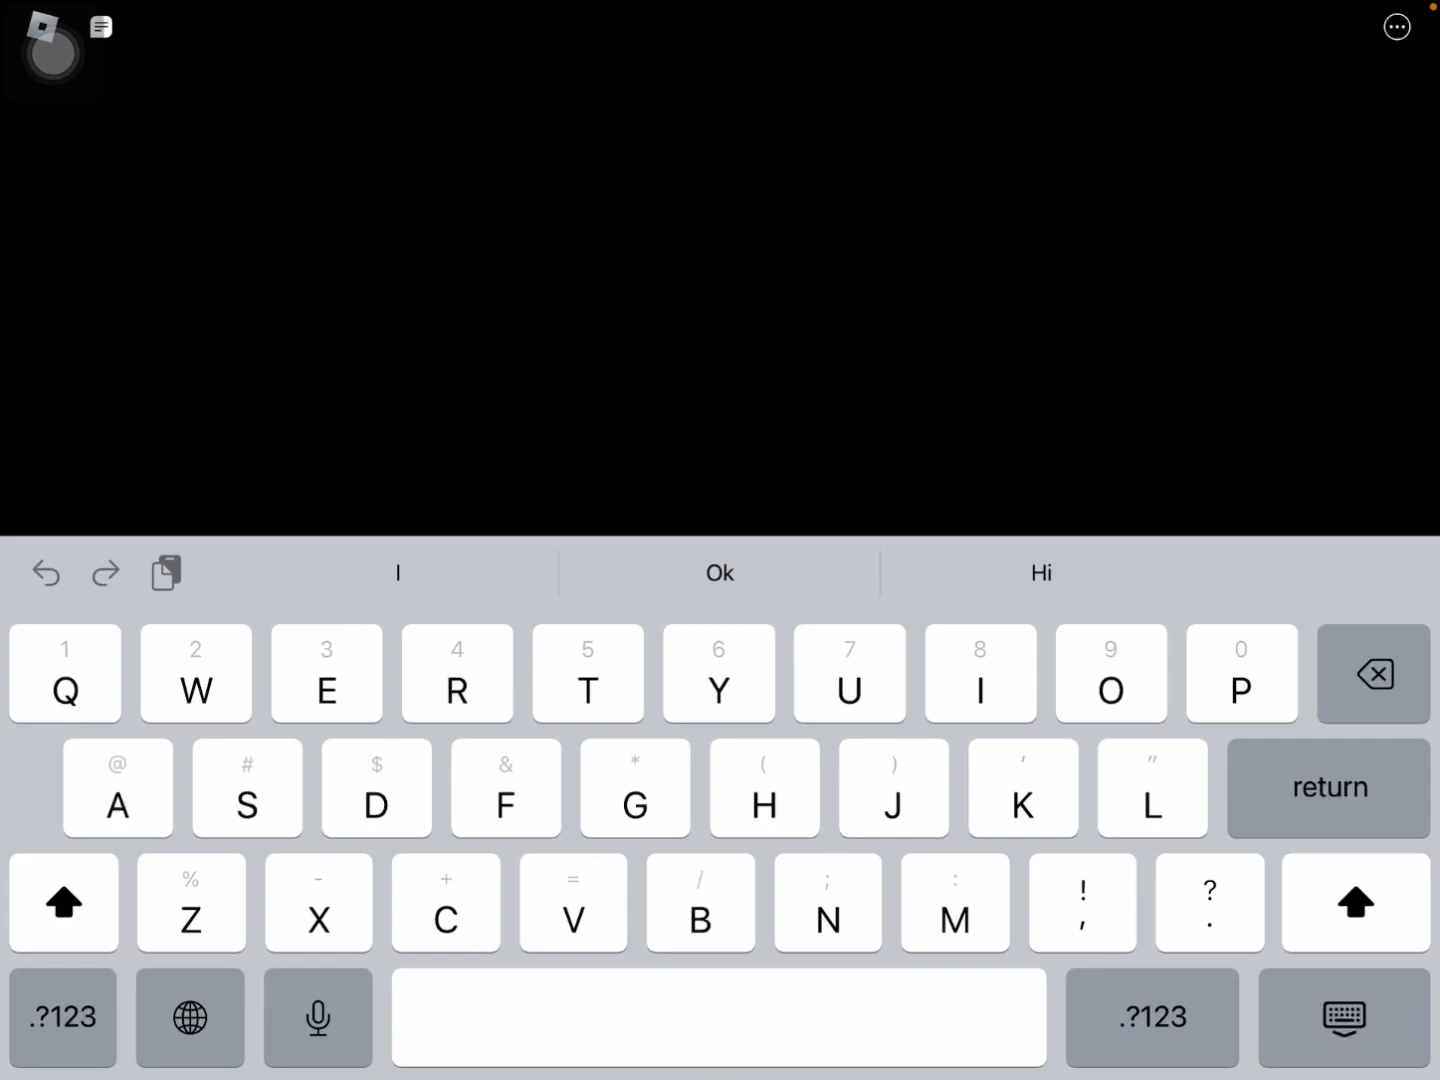 I Ok Hi
1 2 3 4 5 6 7 8 9 0
Q W E R T Y U I O P
@ # $ & * ( ) ' "
A S D F G H J K L return
% - + = / ; : ! ?
Z X C V B N M , .
.?123 .?123